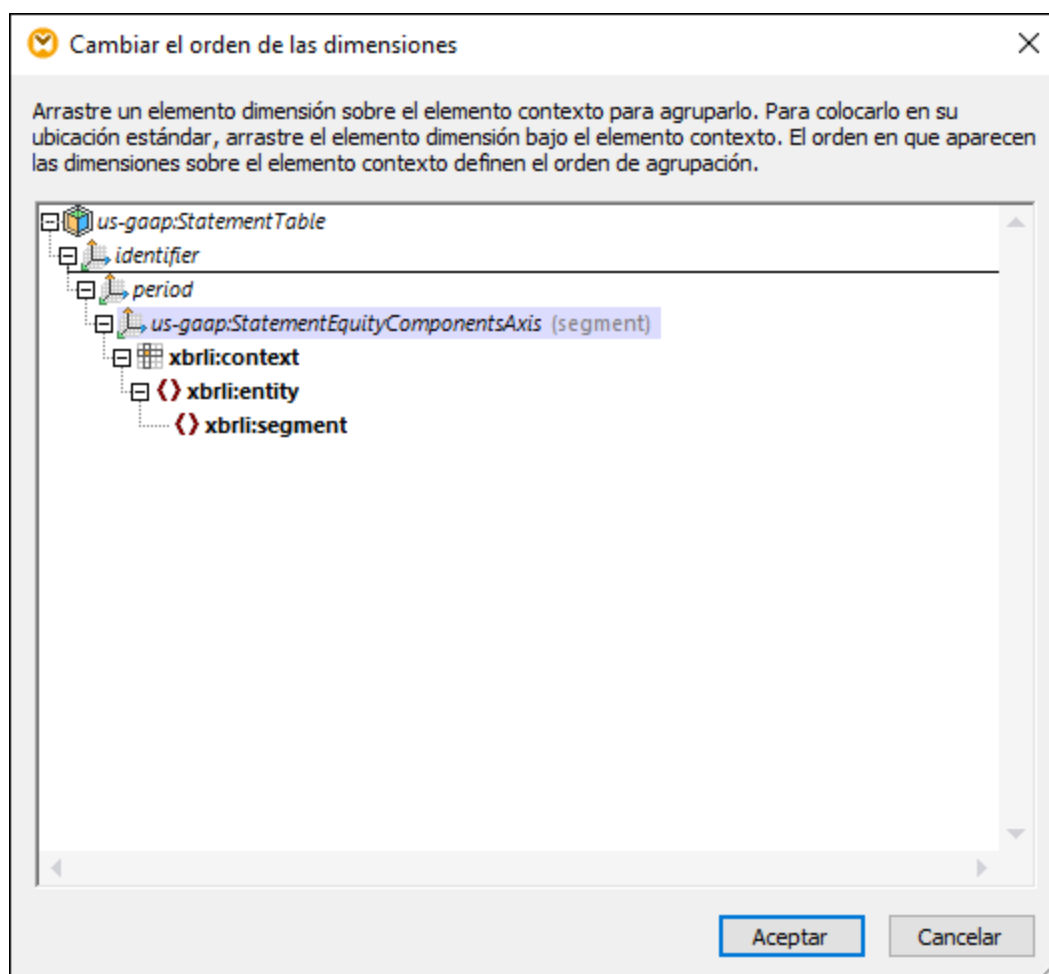 Cambiar el orden de las dimensiones
Arrastre un elemento dimensión sobre el elemento contexto para agruparlo. Para colocarlo en su
ubicación estándar, arrastre el elemento dimensión bajo el elemento contexto. El orden en que aparecen
las dimensiones sobre el elemento contexto definen el orden de agrupación.
us-gaap:StatementTable
identifier
period
us-gaap:StatementEquityComponentsAxis (segment)
xbrli:context
xbrli:entity
xbrli:segment
Aceptar Cancelar